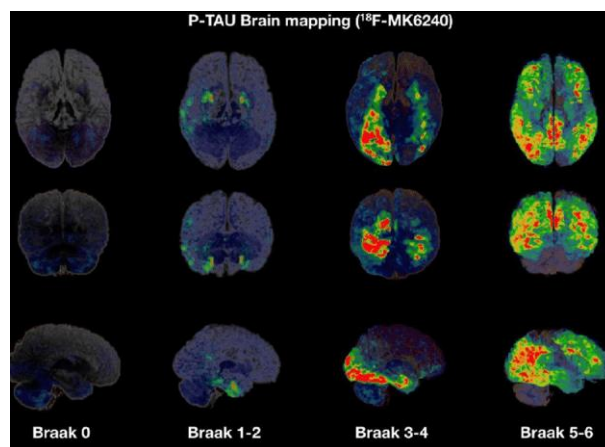 P-TAU Brain mapping (¹⁸F-MK6240)
Braak 0
Braak 1-2
Braak 3-4
Braak 5-6